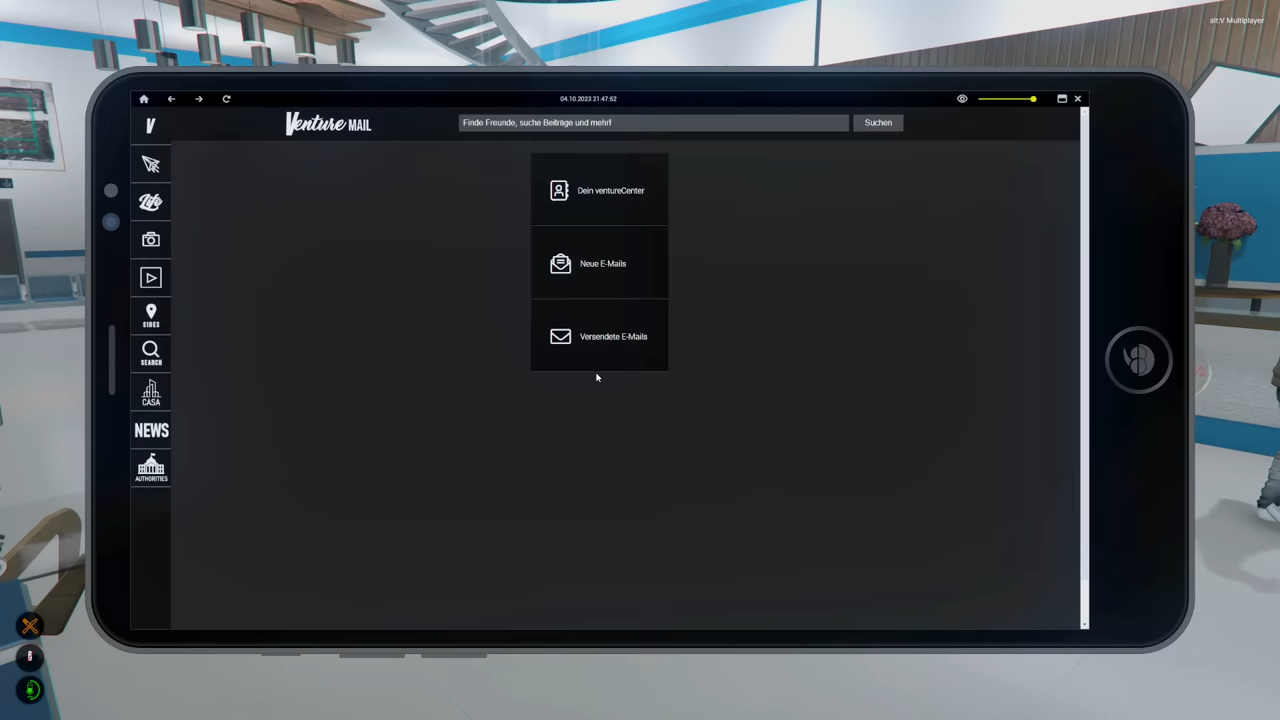 alt:V Multiplayer
04.10.2023 21:47:52
V
Venture MAIL
Finde Freunde, suche Beiträge und mehr!
Suchen
Dein ventureCenter
Life
Neue E-Mails
SIDES
Versendete E-Mails
SEARCH
CASA
NEWS
AUTHORITIES